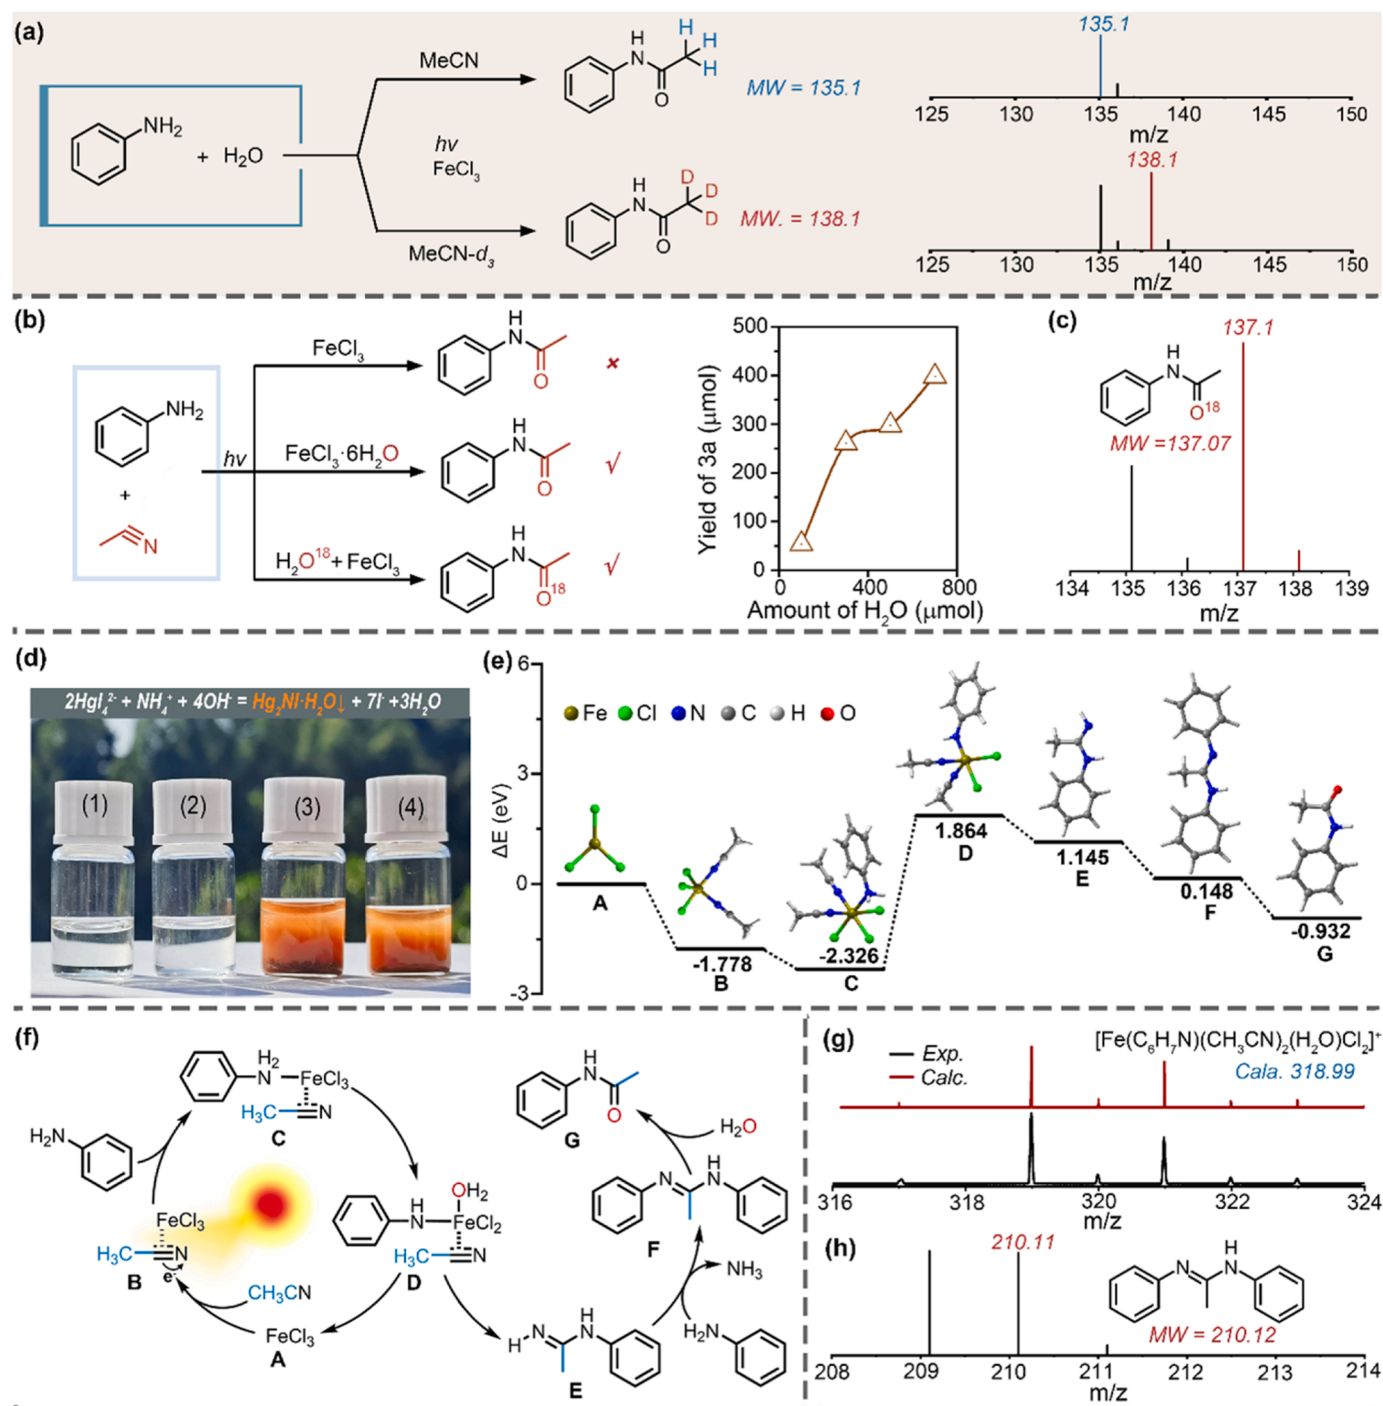 (a)
NH₂
+ H₂O
MeCN
hv
FeCl₃
MeCN-d₃
H
N
O
H
H
H
MW = 135.1
H
N
O
D
D
D
MW. = 138.1
135.1
125 130 135 140 145 150
m/z
138.1
125 130 135 140 145 150
m/z
(b)
NH₂
+
N
hv
FeCl₃
FeCl₃·6H₂O
H₂O¹⁸+FeCl₃
H
N
O
×
H
N
O
√
H
N
O¹⁸
√
Yield of 3a (μmol)
500
400
300
200
100
0
0 400 800
Amount of H₂O (μmol)
(c)
H
N
O¹⁸
MW =137.07
137.1
134 135 136 137 138 139
m/z
(d)
2HgI₄²⁻ + NH₄⁺ + 4OH⁻ = Hg₂NI·H₂O↓ + 7I⁻ +3H₂O
(1) (2) (3) (4)
(e)
ΔE (eV)
6
3
0
-3
Fe Cl N C H O
A
-1.778
B
-2.326
C
1.864
D
1.145
E
0.148
F
-0.932
G
(f)
H₂
N
FeCl₃
H₃C
N
C
H₂N
FeCl₃
H₃C
N
B
e⁻
CH₃CN
FeCl₃
A
OH₂
H
N
FeCl₂
H₃C
N
D
H
N
H
N
E
H₂N
NH₃
N
H
N
F
H₂O
H
N
O
G
(g)
Exp.
Calc.
[Fe(C₆H₇N)(CH₃CN)₂(H₂O)Cl₂]⁺
Cala. 318.99
316 318 320 322 324
m/z
(h)
210.11
N
H
N
MW = 210.12
208 209 210 211 212 213 214
m/z